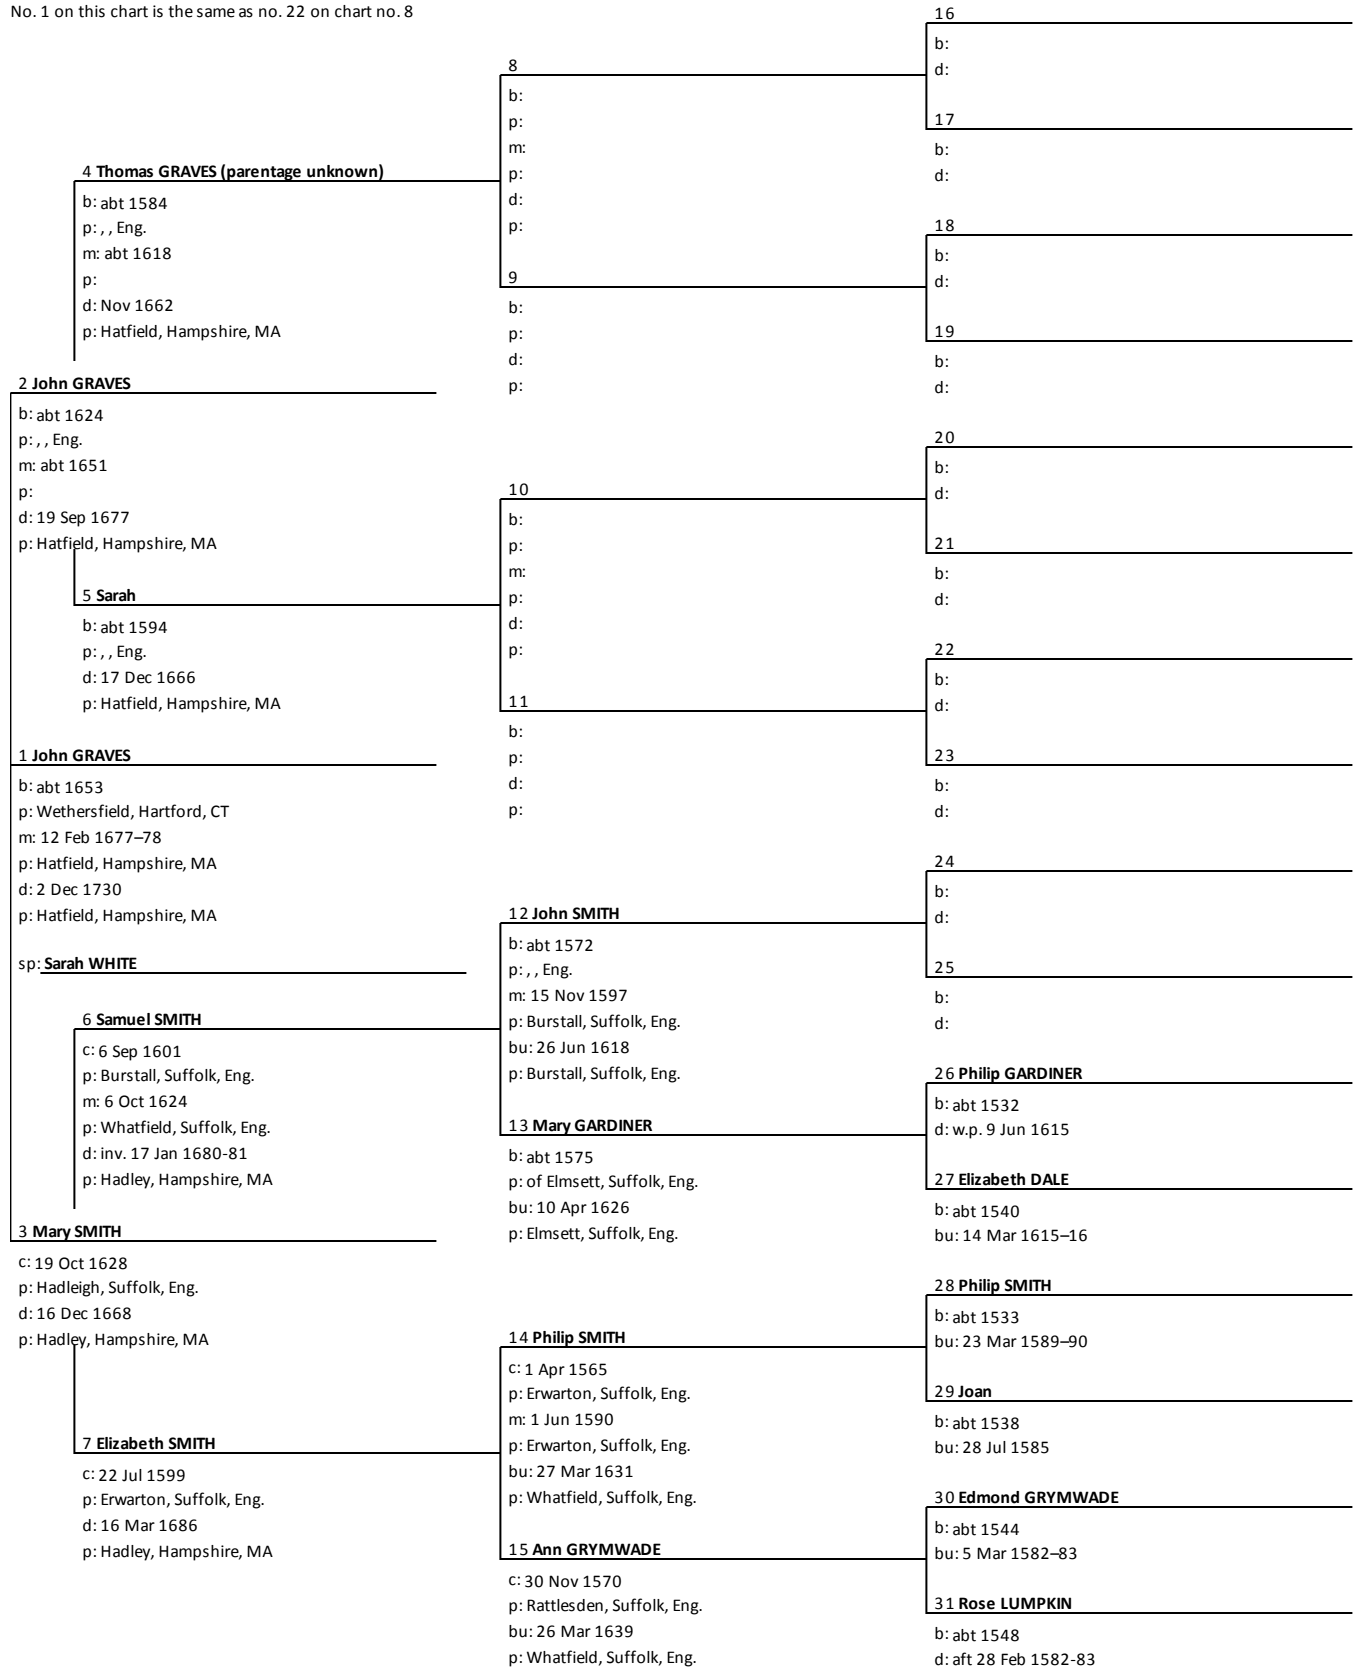 No. 1 on this chart is the same as no. 22 on chart no. 8
4 Thomas GRAVES (parentage unknown)
b: abt 1584
p: , , Eng.
m: abt 1618
p:
d: Nov 1662
p: Hatfield, Hampshire, MA
2 John GRAVES
b: abt 1624
p: , , Eng.
m: abt 1651
p:
d: 19 Sep 1677
p: Hatfield, Hampshire, MA
5 Sarah
b: abt 1594
p: , , Eng.
d: 17 Dec 1666
p: Hatfield, Hampshire, MA
1 John GRAVES
b: abt 1653
p: Wethersfield, Hartford, CT
m: 12 Feb 1677–78
p: Hatfield, Hampshire, MA
d: 2 Dec 1730
p: Hatfield, Hampshire, MA
sp: Sarah WHITE
6 Samuel SMITH
c: 6 Sep 1601
p: Burstall, Suffolk, Eng.
m: 6 Oct 1624
p: Whatfield, Suffolk, Eng.
d: inv. 17 Jan 1680-81
p: Hadley, Hampshire, MA
3 Mary SMITH
c: 19 Oct 1628
p: Hadleigh, Suffolk, Eng.
d: 16 Dec 1668
p: Hadley, Hampshire, MA
7 Elizabeth SMITH
c: 22 Jul 1599
p: Erwarton, Suffolk, Eng.
d: 16 Mar 1686
p: Hadley, Hampshire, MA
8
b:
p:
m:
p:
d:
p:
9
b:
p:
d:
p:
10
b:
p:
m:
p:
d:
p:
11
b:
p:
d:
p:
12 John SMITH
b: abt 1572
p: , , Eng.
m: 15 Nov 1597
p: Burstall, Suffolk, Eng.
bu: 26 Jun 1618
p: Burstall, Suffolk, Eng.
13 Mary GARDINER
b: abt 1575
p: of Elmsett, Suffolk, Eng.
bu: 10 Apr 1626
p: Elmsett, Suffolk, Eng.
14 Philip SMITH
c: 1 Apr 1565
p: Erwarton, Suffolk, Eng.
m: 1 Jun 1590
p: Erwarton, Suffolk, Eng.
bu: 27 Mar 1631
p: Whatfield, Suffolk, Eng.
15 Ann GRYMWADE
c: 30 Nov 1570
p: Rattlesden, Suffolk, Eng.
bu: 26 Mar 1639
p: Whatfield, Suffolk, Eng.
16
b:
d:
17
b:
d:
18
b:
d:
19
b:
d:
20
b:
d:
21
b:
d:
22
b:
d:
23
b:
d:
24
b:
d:
25
b:
d:
26 Philip GARDINER
b: abt 1532
d: w.p. 9 Jun 1615
27 Elizabeth DALE
b: abt 1540
bu: 14 Mar 1615–16
28 Philip SMITH
b: abt 1533
bu: 23 Mar 1589–90
29 Joan
b: abt 1538
bu: 28 Jul 1585
30 Edmond GRYMWADE
b: abt 1544
bu: 5 Mar 1582–83
31 Rose LUMPKIN
b: abt 1548
d: aft 28 Feb 1582-83